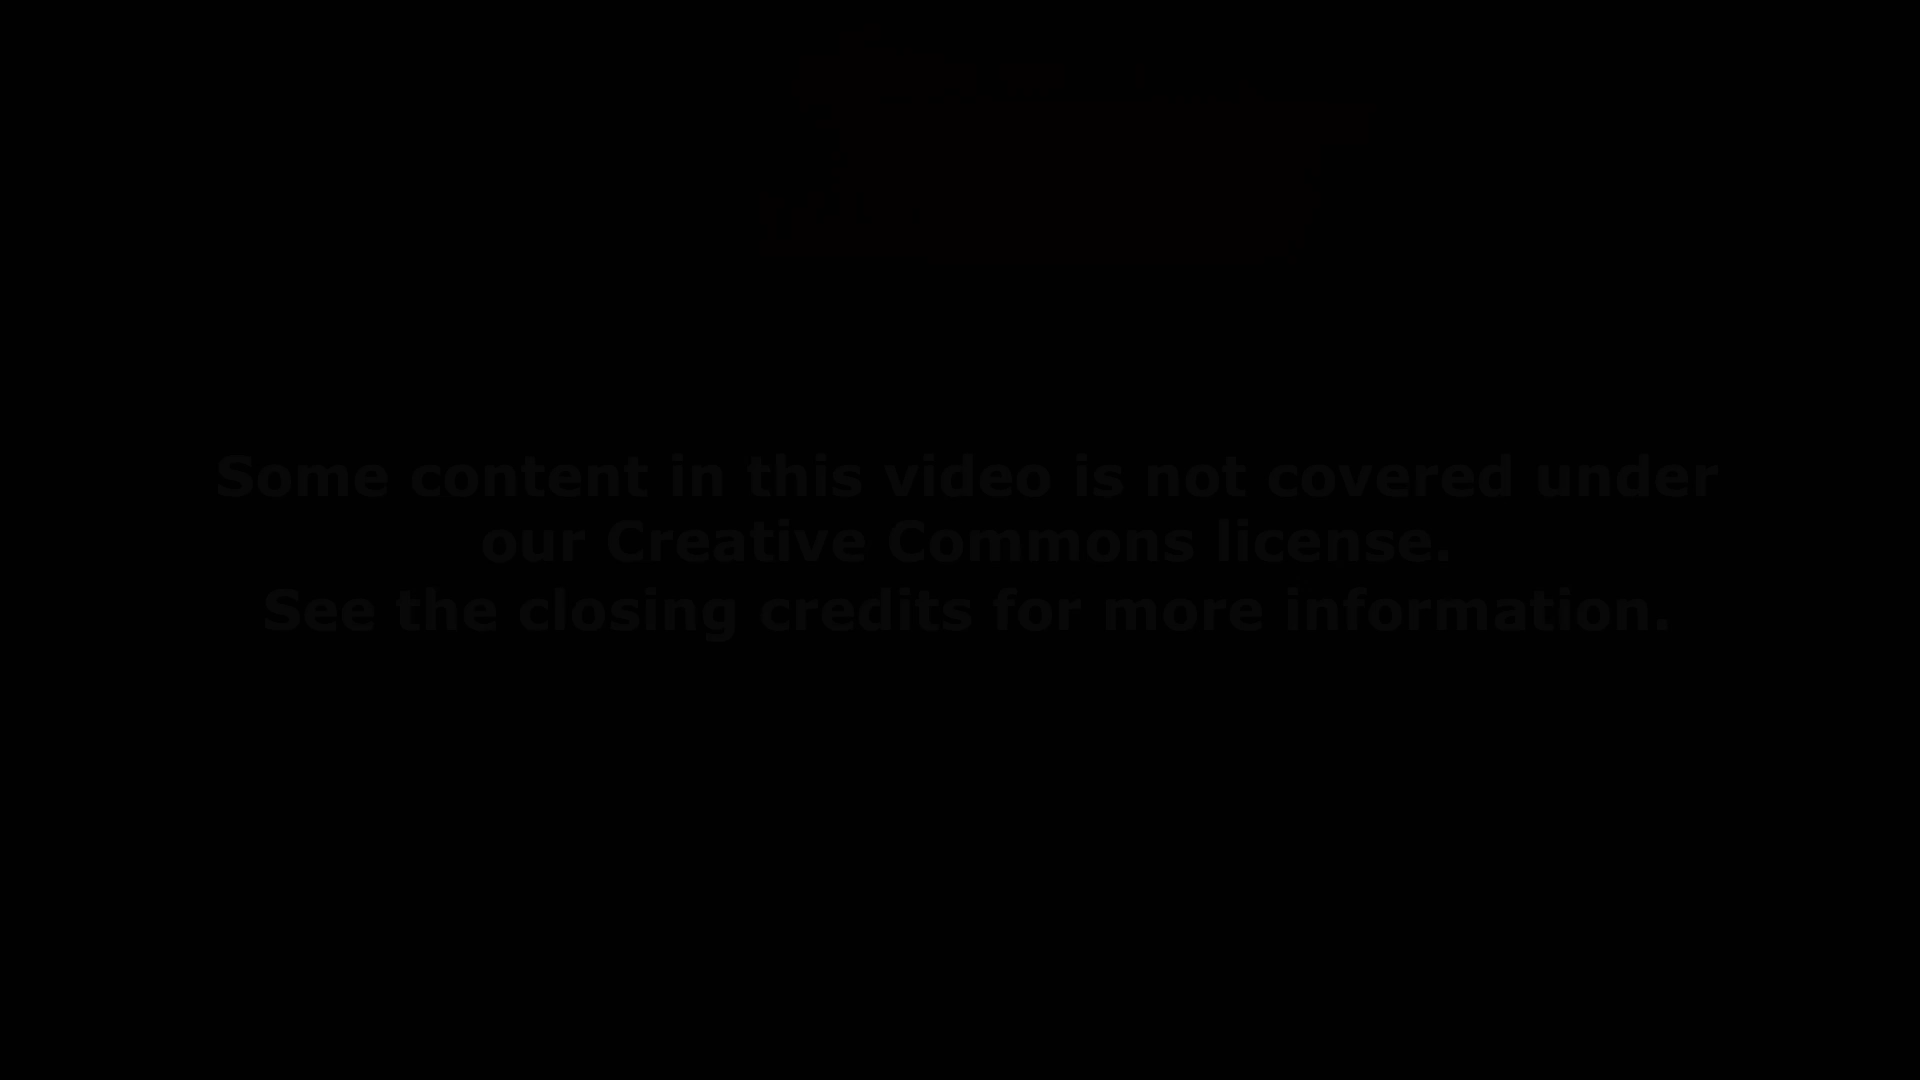 Some content in this video is not covered under
our Creative Commons license.
See the closing credits for more information.